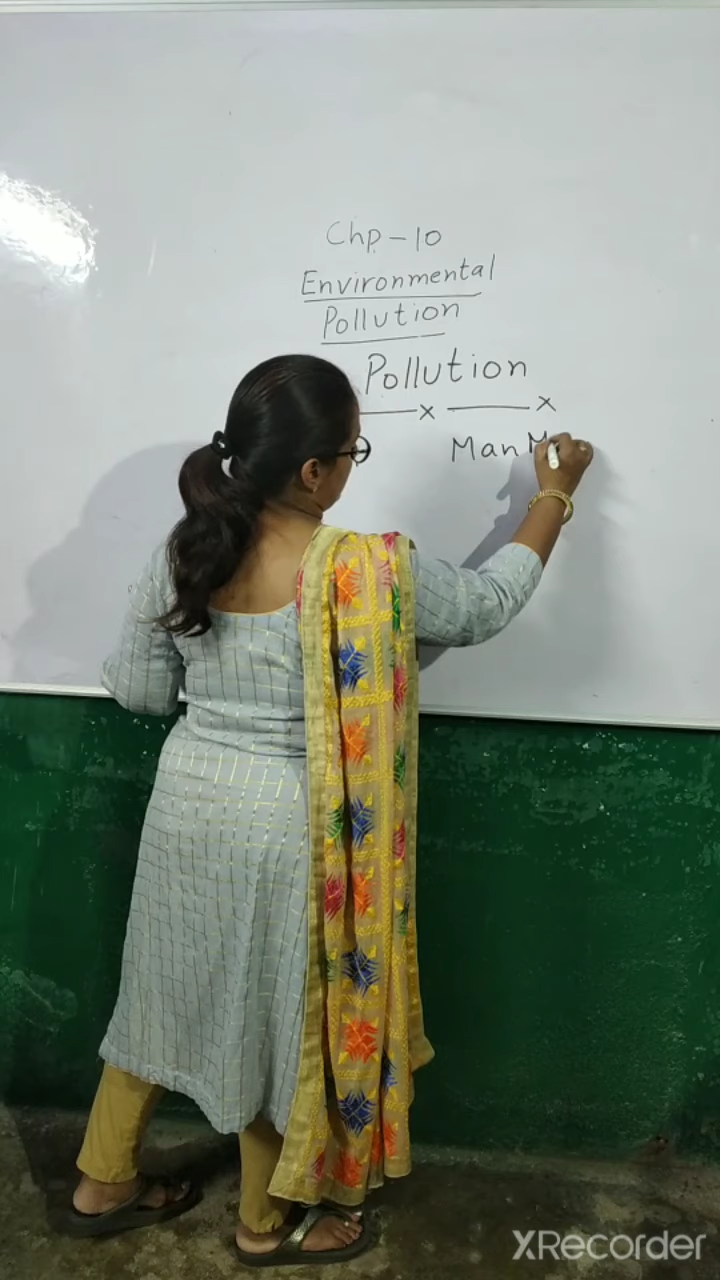 Chp-10
Environmental
Pollution
Pollution
x x
Man M
XRecorder